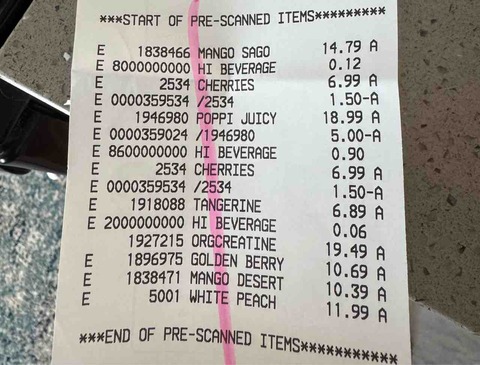 ***START OF PRE-SCANNED ITEMS*********
E 1838466 MANGO SAGO 14.79 A
E 8000000000 HI BEVERAGE 0.12
E 2534 CHERRIES 6.99 A
E 0000359534 /2534 1.50-A
E 1946980 POPPI JUICY 18.99 A
E 0000359024 /1946980 5.00-A
E 8600000000 HI BEVERAGE 0.90
E 2534 CHERRIES 6.99 A
E 0000359534 /2534 1.50-A
E 1918088 TANGERINE 6.89 A
E 2000000000 HI BEVERAGE 0.06
1927215 ORGCREATINE 19.49 A
E 1896975 GOLDEN BERRY 10.69 A
E 1838471 MANGO DESERT 10.39 A
E 5001 WHITE PEACH 11.99 A
***END OF PRE-SCANNED ITEMS***********